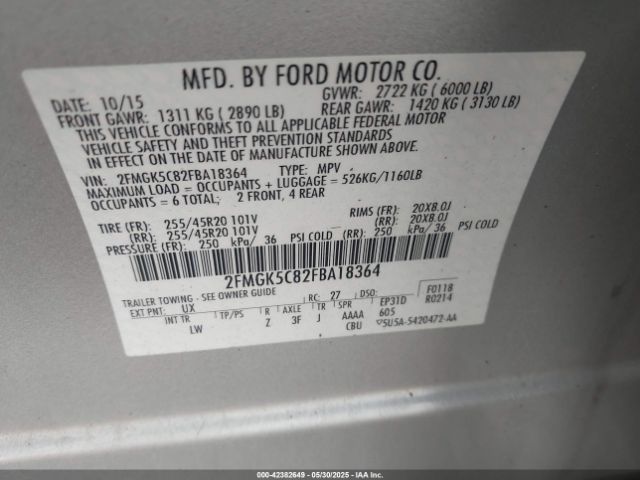 MFD. BY FORD MOTOR CO.
DATE: 10/15 GVWR: 2722 KG ( 6000 LB)
FRONT GAWR: 1311 KG ( 2890 LB) REAR GAWR: 1420 KG ( 3130 LB)
THIS VEHICLE CONFORMS TO ALL APPLICABLE FEDERAL MOTOR
VEHICLE SAFETY AND THEFT PREVENTION STANDARDS
IN EFFECT ON THE DATE OF MANUFACTURE SHOWN ABOVE.
VIN: 2FMGK5C82FBA18364 TYPE: MPV
MAXIMUM LOAD = OCCUPANTS + LUGGAGE = 526KG/1160LB
OCCUPANTS = 6 TOTAL; 2 FRONT, 4 REAR
TIRE (FR): 255/45R20 101V RIMS (FR): 20X8.0J
(RR): 255/45R20 101V (RR): 20X8.0J
PRESSURE (FR): 250 kPa/ 36 PSI COLD (RR): 250 kPa/ 36 PSI COLD
2FMGK5C82FBA18364
TRAILER TOWING - SEE OWNER GUIDE RC: 27 DSO: F0118
EXT PNT: UX EP31D R0214
INT TR TP/PS R AXLE TR SPR 605
LW Z 3F J AAAA
CBU ▽5U5A-5420472-AA
000-42382649 - 05/30/2025 - IAAI.COM